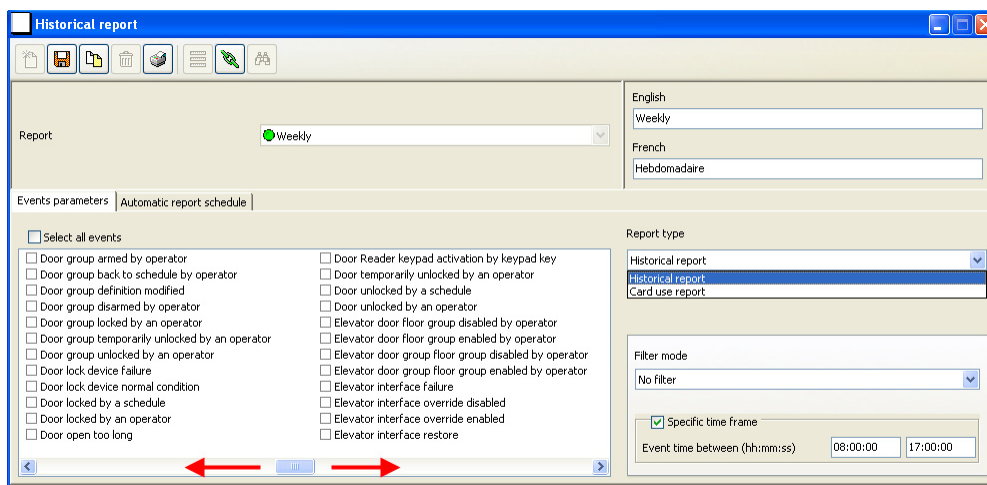 Historical report
English
Weekly
Report
Weekly
French
Hebdomadaire
Events parameters
Automatic report schedule
Select all events
Door group armed by operator
Door group back to schedule by operator
Door group definition modified
Door group disarmed by operator
Door group locked by an operator
Door group temporarily unlocked by an operator
Door group unlocked by an operator
Door lock device failure
Door lock device normal condition
Door locked by a schedule
Door locked by an operator
Door open too long
Door Reader keypad activation by keypad key
Door temporarily unlocked by an operator
Door unlocked by a schedule
Door unlocked by an operator
Elevator door floor group disabled by operator
Elevator door floor group enabled by operator
Elevator door group floor group disabled by operator
Elevator door group floor group enabled by operator
Elevator interface failure
Elevator interface override disabled
Elevator interface override enabled
Elevator interface restore
Report type
Historical report
Historical report
Card use report
Filter mode
No filter
Specific time frame
Event time between (hh:mm:ss) 08:00:00 17:00:00